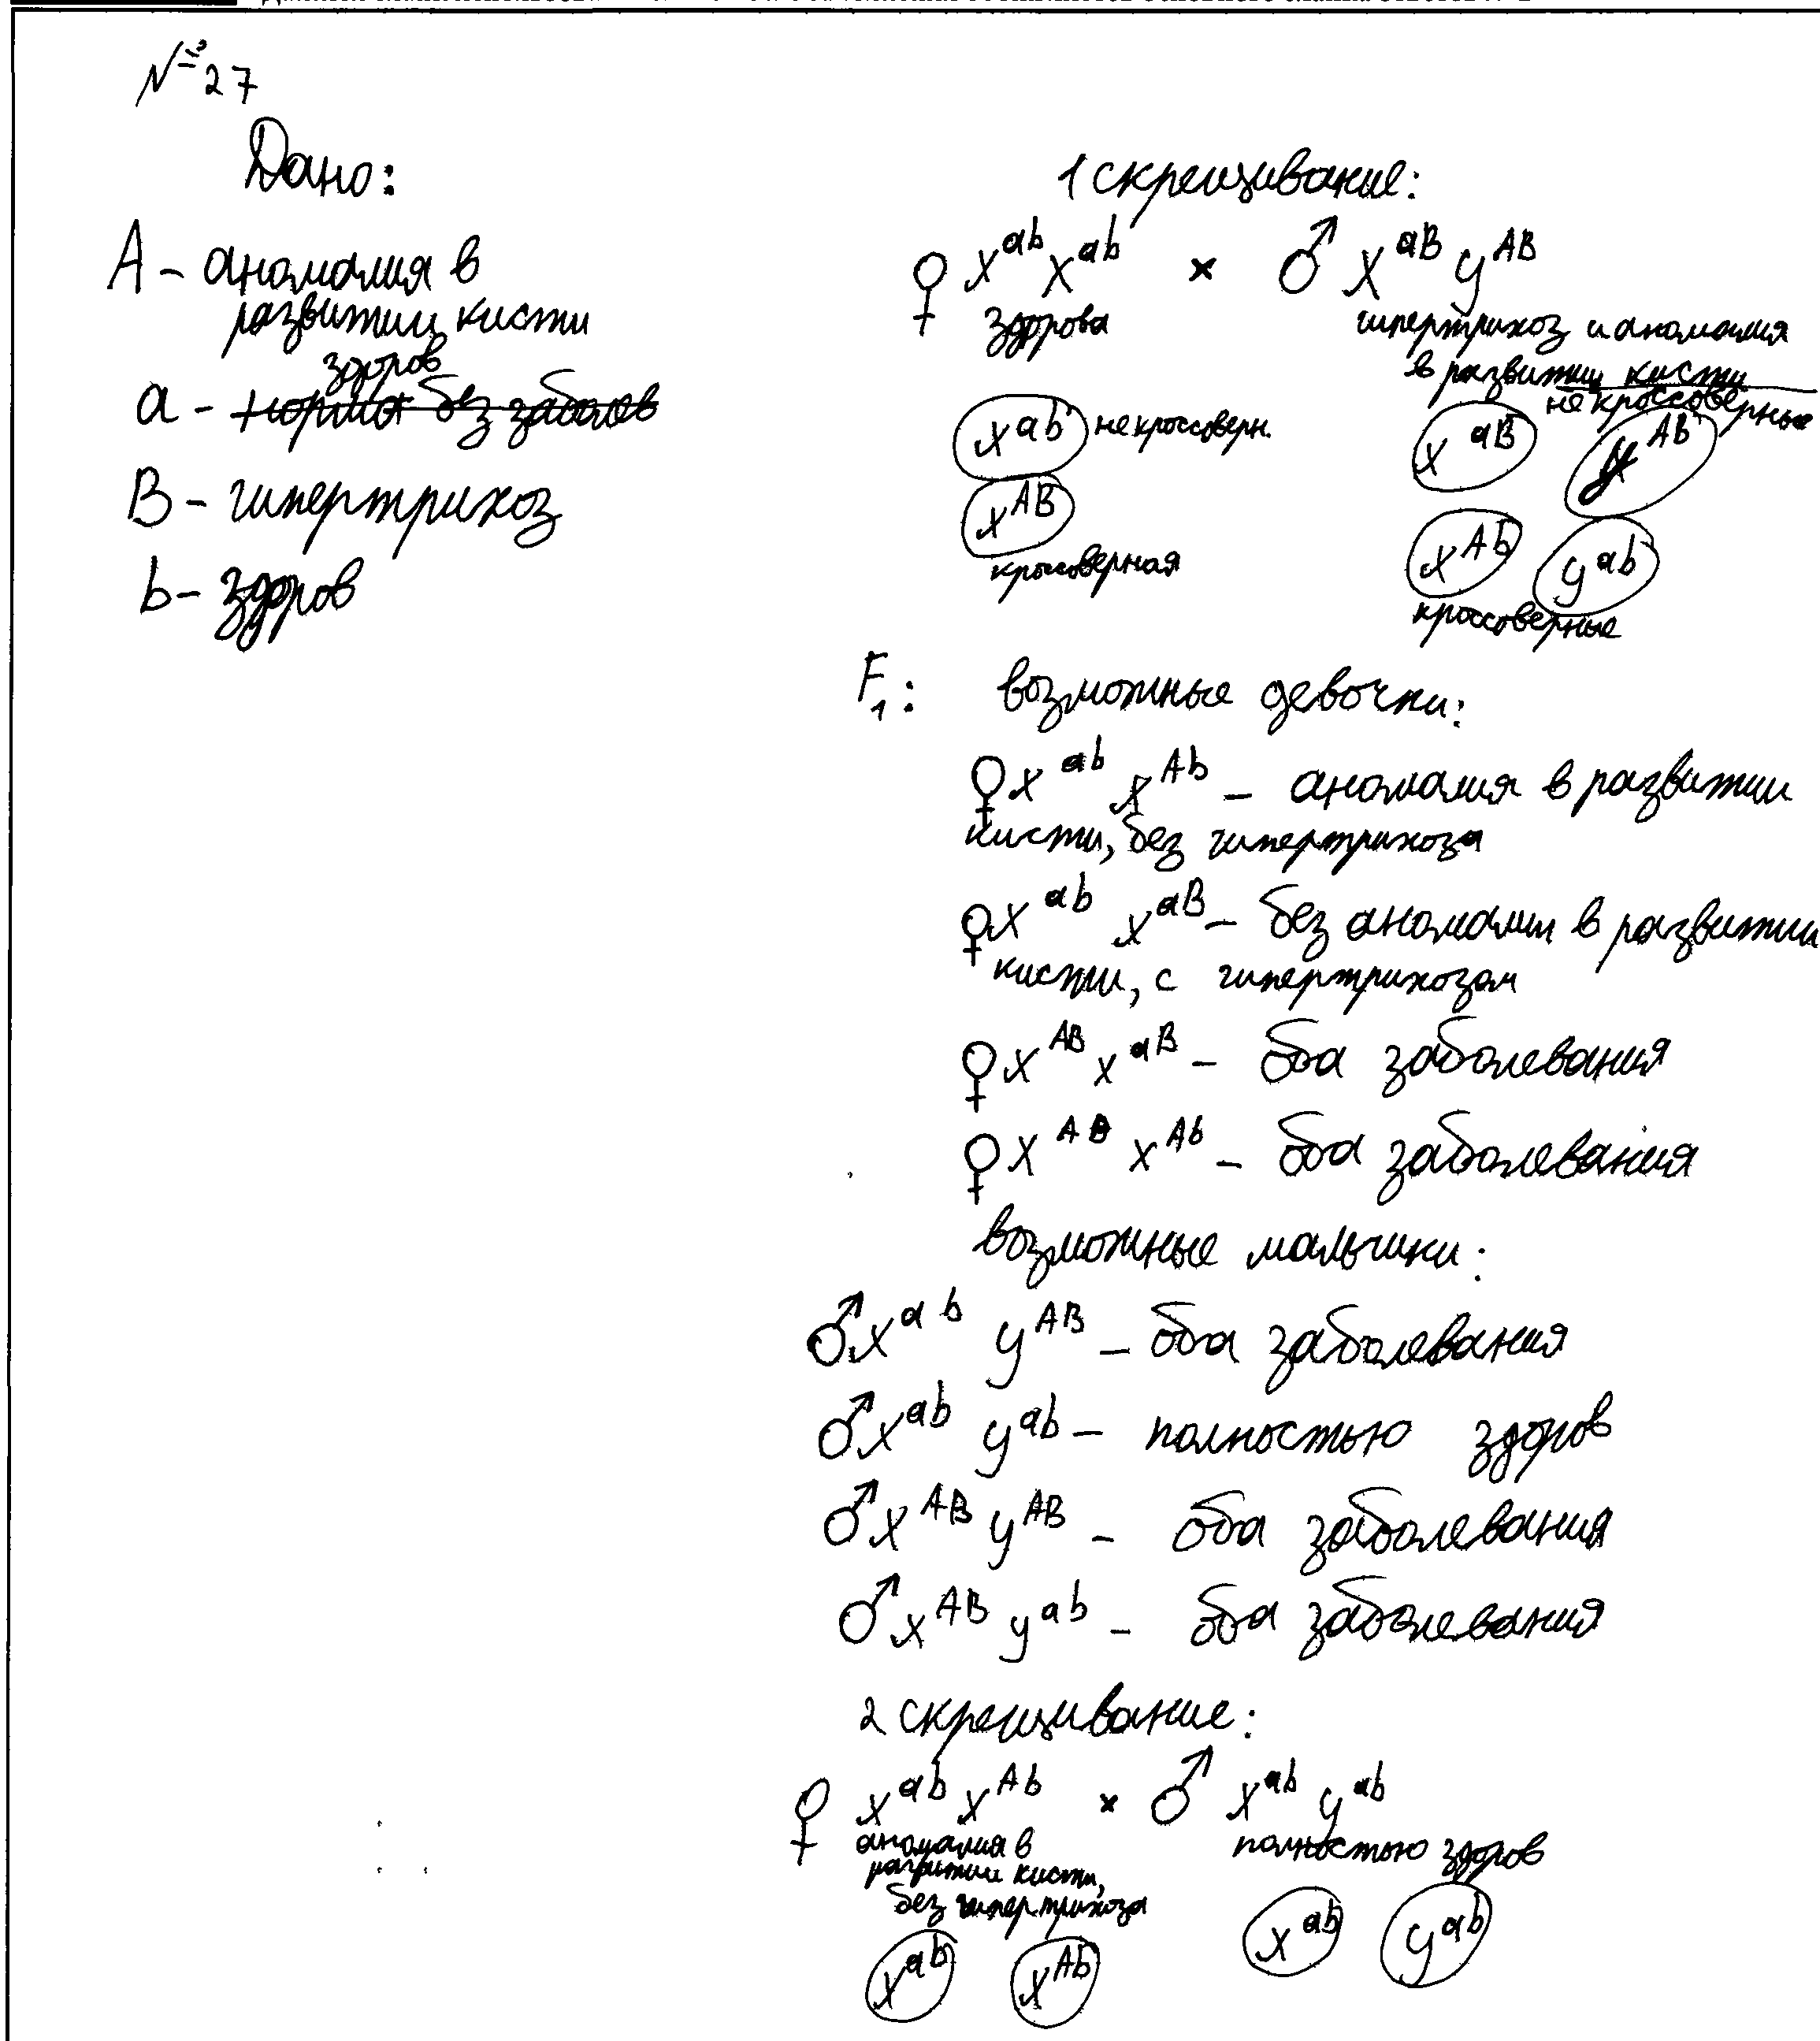 №27
Дано:
A - аномалия в
развитии кисти
здоров
a - норма без заболев
B - гипертрихоз
b - здоров
1 скрещивание:
♀ X^ab X^ab × ♂ X^aB y^AB
здорова гипертрихоз и аномалия
в развитии кисти
X^ab некроссоверн. некроссоверные
X^aB y^AB
X^AB X^Ab y^ab
кроссоверная кроссоверные
F1: возможные девочки:
♀ X^ab X^Ab - аномалия в развитии
кисти, без гипертрихоза
♀ X^ab X^aB - без аномалии в развитии
кисти, с гипертрихозом
♀ X^AB X^aB - оба заболевания
♀ X^AB X^Ab - оба заболевания
возможные мальчики:
♂ X^ab y^AB - оба заболевания
♂ X^ab y^ab - полностью здоров
♂ X^AB y^AB - оба заболевания
♂ X^AB y^ab - оба заболевания
2 скрещивание:
♀ X^ab X^Ab × ♂ X^ab y^ab
аномалия в полностью здоров
развитии кисти,
без гипертрихоза
X^ab X^Ab X^ab y^ab